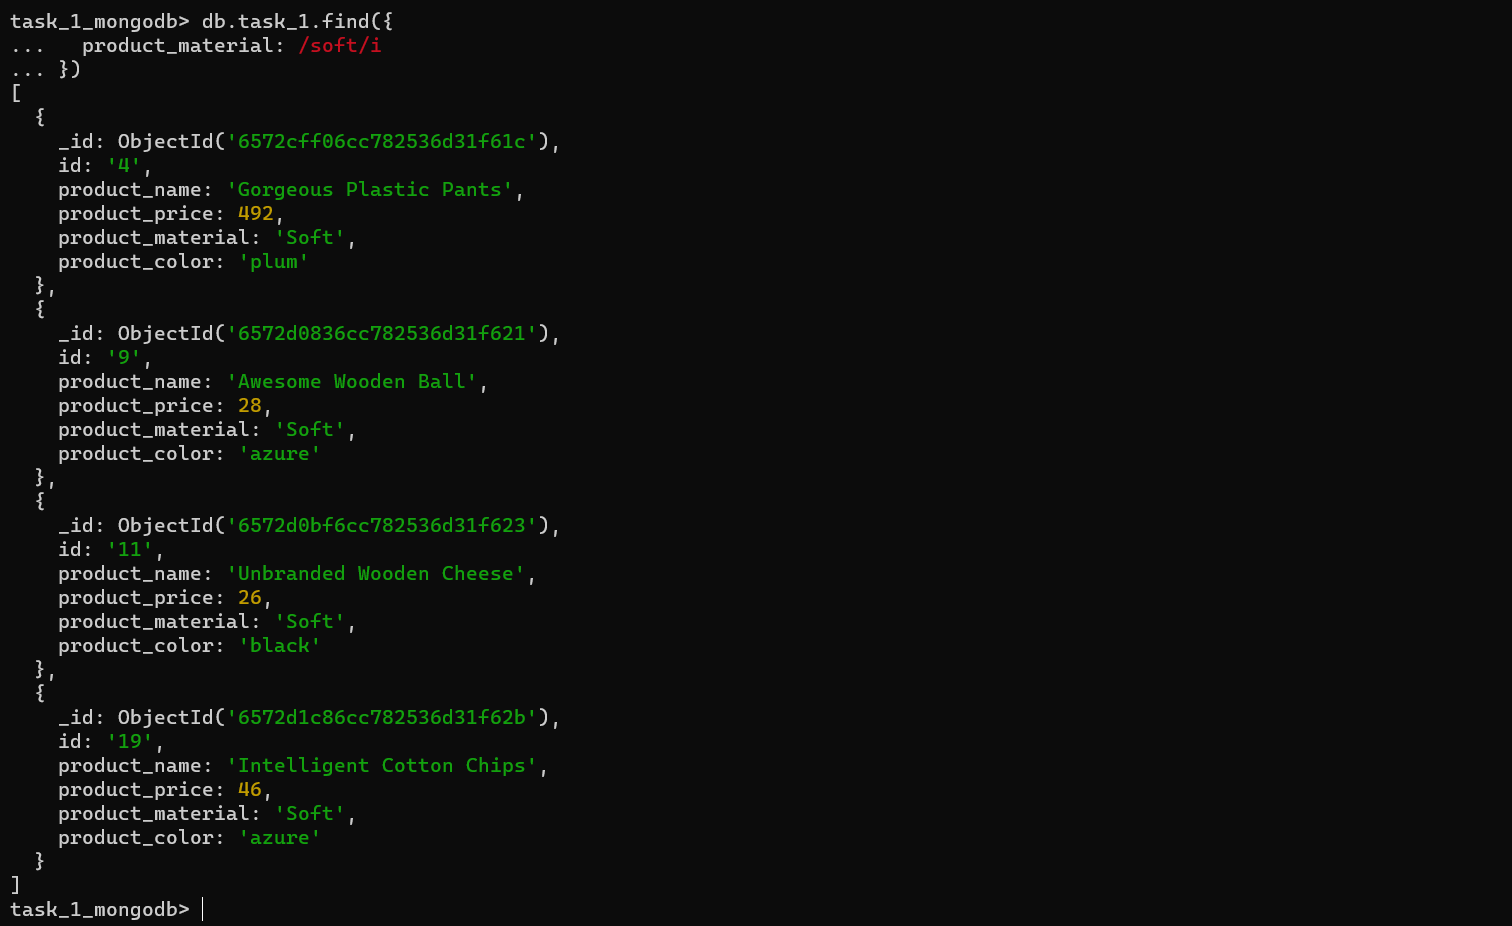 task_1_mongodb> db.task_1.find({
...   product_material: /soft/i
... })
[
  {
    _id: ObjectId('6572cff06cc782536d31f61c'),
    id: '4',
    product_name: 'Gorgeous Plastic Pants',
    product_price: 492,
    product_material: 'Soft',
    product_color: 'plum'
  },
  {
    _id: ObjectId('6572d0836cc782536d31f621'),
    id: '9',
    product_name: 'Awesome Wooden Ball',
    product_price: 28,
    product_material: 'Soft',
    product_color: 'azure'
  },
  {
    _id: ObjectId('6572d0bf6cc782536d31f623'),
    id: '11',
    product_name: 'Unbranded Wooden Cheese',
    product_price: 26,
    product_material: 'Soft',
    product_color: 'black'
  },
  {
    _id: ObjectId('6572d1c86cc782536d31f62b'),
    id: '19',
    product_name: 'Intelligent Cotton Chips',
    product_price: 46,
    product_material: 'Soft',
    product_color: 'azure'
  }
]
task_1_mongodb>